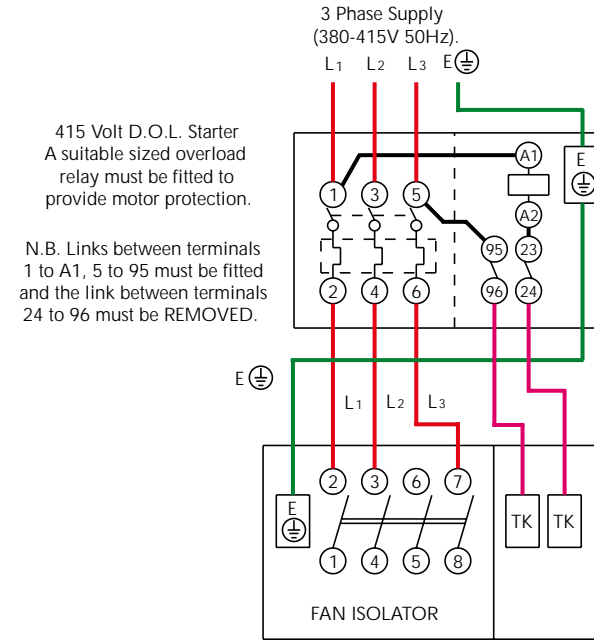 3 Phase Supply
(380-415V 50Hz).
L1 L2 L3 E
415 Volt D.O.L. Starter
A suitable sized overload
relay must be fitted to
provide motor protection.
N.B. Links between terminals
1 to A1, 5 to 95 must be fitted
and the link between terminals
24 to 96 must be REMOVED.
A1 E
1 3 5
A2
95 23
2 4 6 96 24
E
L1 L2 L3
2 3 6 7
E
TK TK
1 4 5 8
FAN ISOLATOR